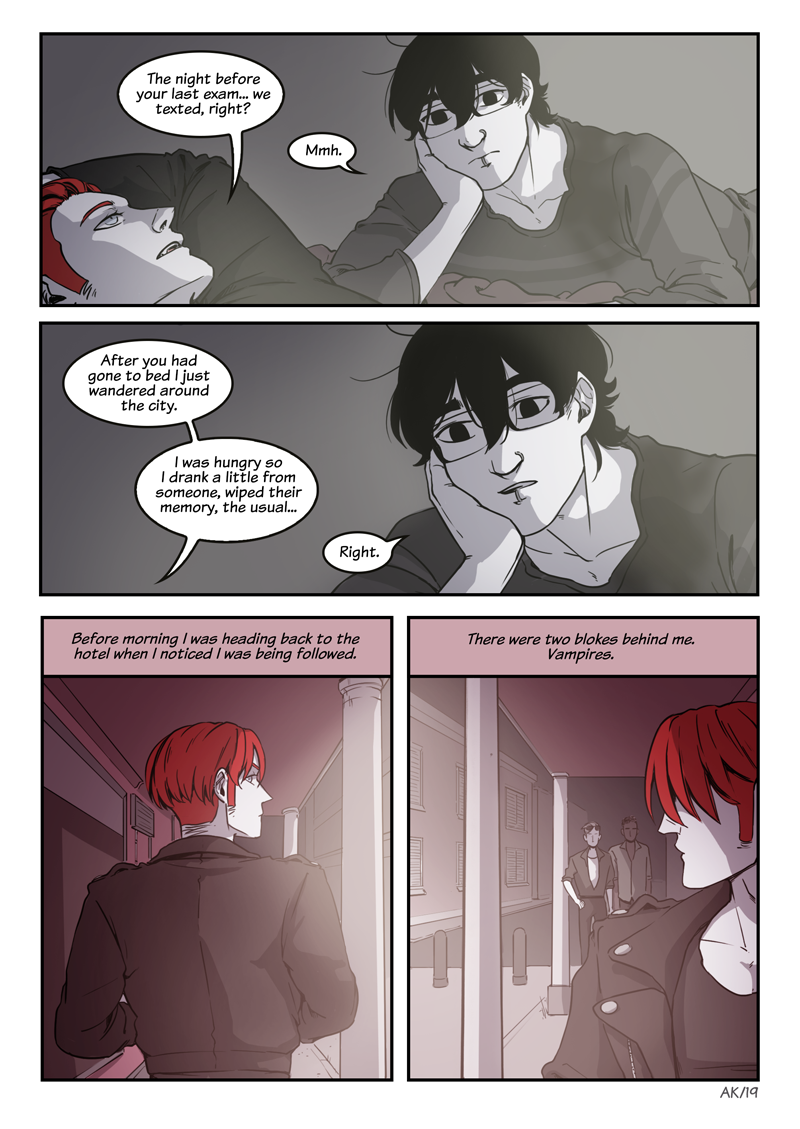 The night before
your last exam... we
texted, right?
Mmh.
After you had
gone to bed I just
wandered around
the city.
I was hungry so
I drank a little from
someone, wiped their
memory, the usual...
Right.
Before morning I was heading back to the
hotel when I noticed I was being followed.
There were two blokes behind me.
Vampires.
AK/19